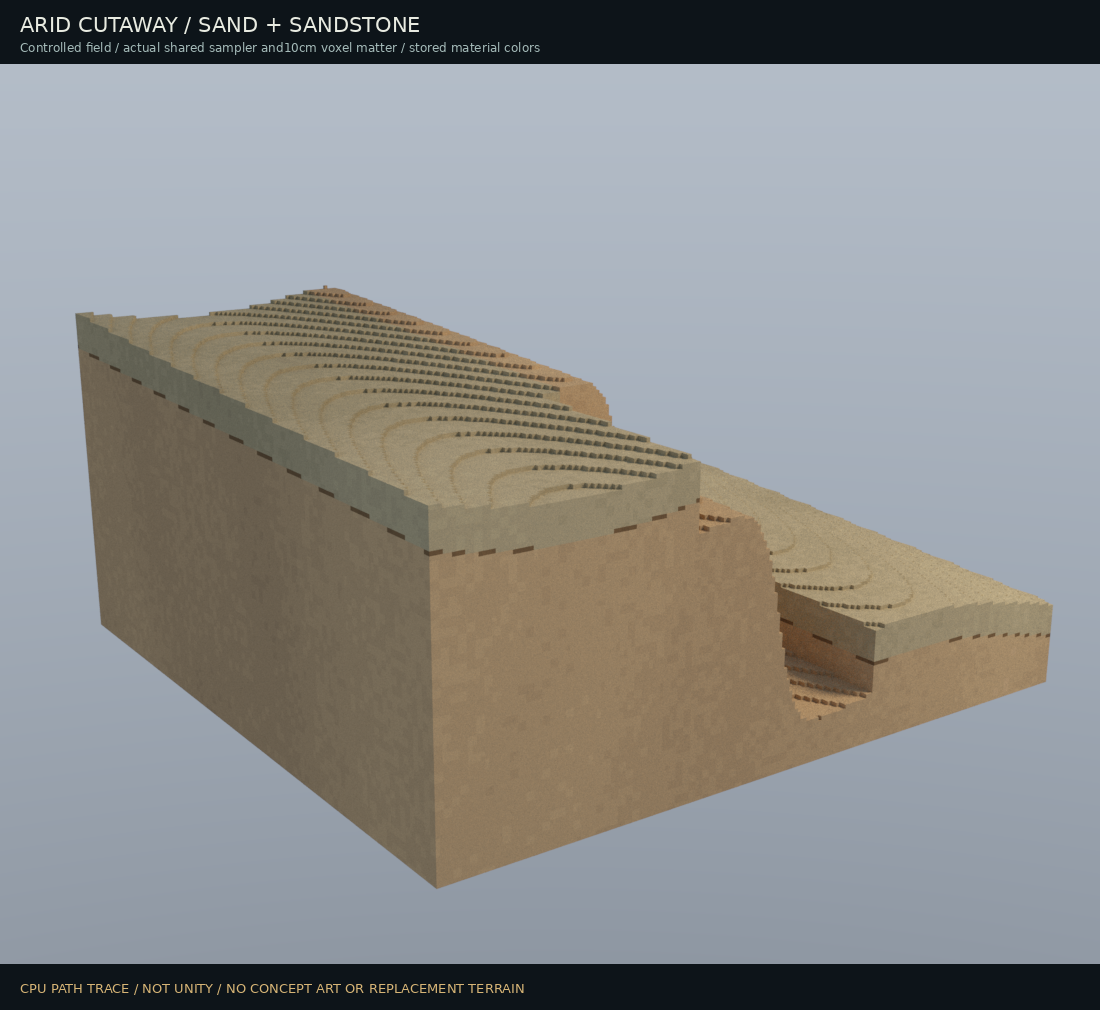 ARID CUTAWAY / SAND + SANDSTONE
Controlled field / actual shared sampler and10cm voxel matter / stored material colors
CPU PATH TRACE / NOT UNITY / NO CONCEPT ART OR REPLACEMENT TERRAIN